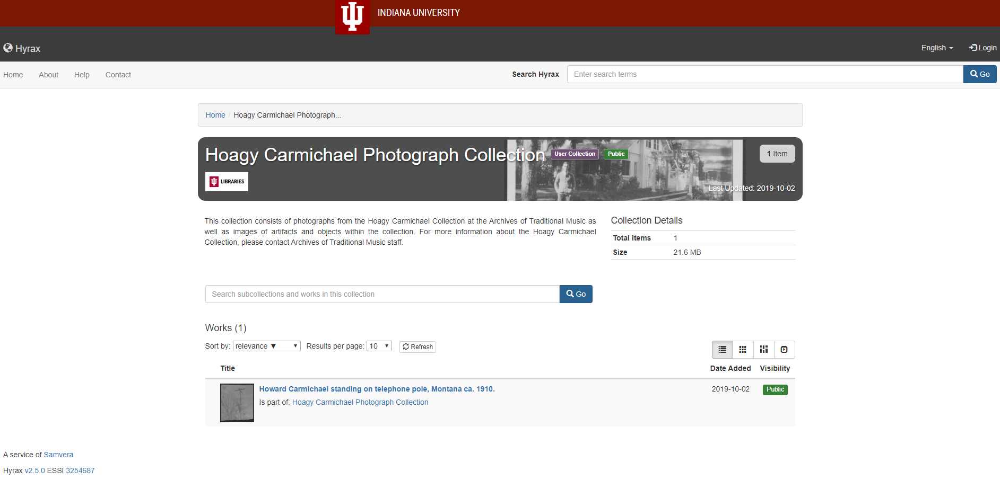 INDIANA UNIVERSITY
Hyrax
English
Login
Home About Help Contact
Search Hyrax Enter search terms Go
Home / Hoagy Carmichael Photograph...
Hoagy Carmichael Photograph Collection User Collection Public
1 Item
LIBRARIES
Last Updated: 2019-10-02
This collection consists of photographs from the Hoagy Carmichael Collection at the Archives of Traditional Music as
well as images of artifacts and objects within the collection. For more information about the Hoagy Carmichael
Collection, please contact Archives of Traditional Music staff.
Collection Details
Total items 1
Size 21.6 MB
Search subcollections and works in this collection Go
Works (1)
Sort by: relevance ▼ Results per page: 10 Refresh
Title Date Added Visibility
Howard Carmichael standing on telephone pole, Montana ca. 1910. 2019-10-02 Public
Is part of: Hoagy Carmichael Photograph Collection
A service of Samvera
Hyrax v2.5.0 ESSI 3254687